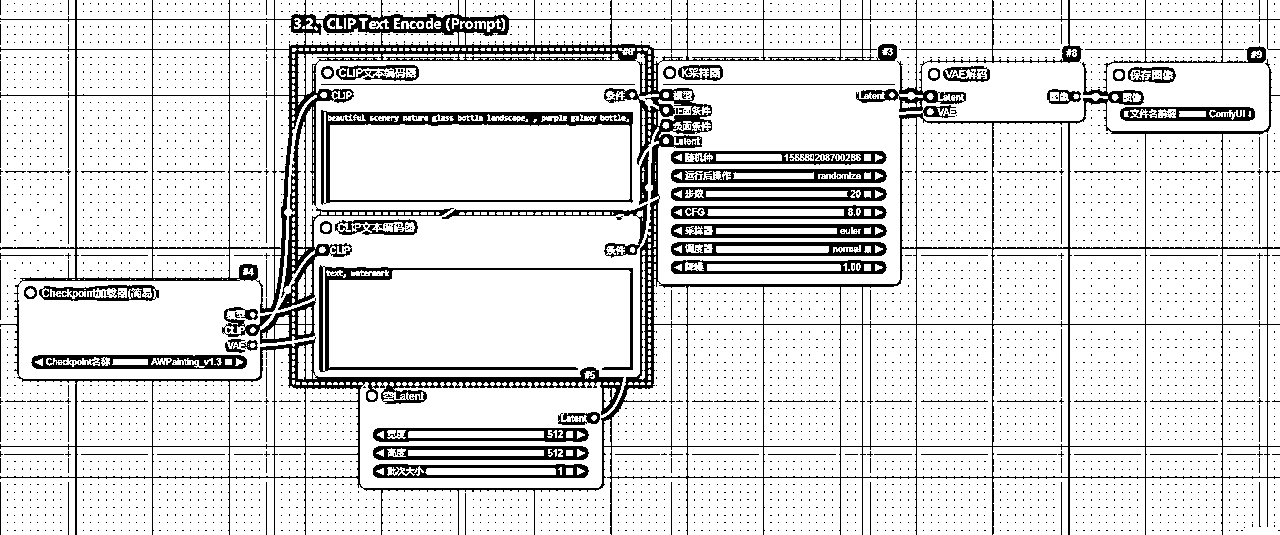 3.2、CLIP Text Encode (Prompt)
#6
CLIP文本编码器
CLIP
条件
beautiful scenery nature glass bottle landscape, , purple galaxy bottle,
CLIP文本编码器
CLIP
条件
text, watermark
#4
Checkpoint加载器(简易)
模型
CLIP
VAE
Checkpoint名称 AWPainting_v1.3
#5
空Latent
Latent
宽度 512
高度 512
批次大小 1
#3
K采样器
模型
Latent
正面条件
负面条件
Latent
随机种 156680208700286
运行后操作 randomize
步数 20
CFG 8.0
采样器 euler
调度器 normal
降噪 1.00
#8
VAE解码
Latent
图像
VAE
#9
保存图像
图像
文件名前缀 ComfyUI